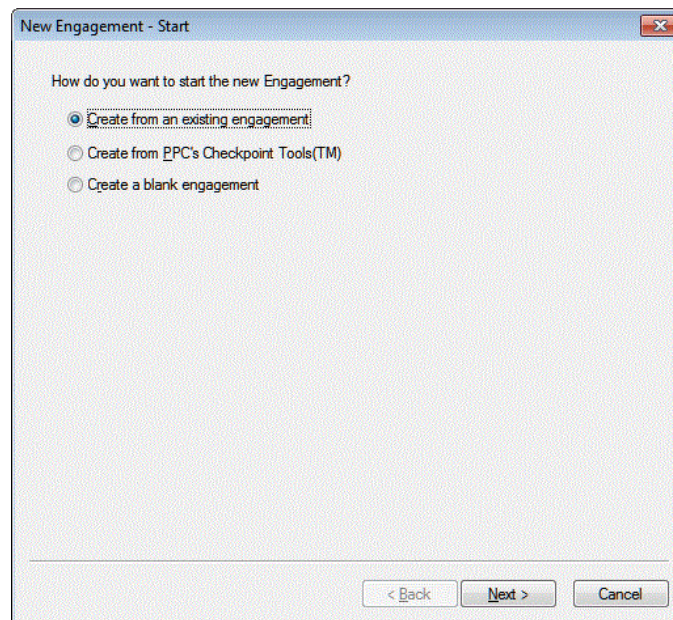 New Engagement - Start
How do you want to start the new Engagement?
Create from an existing engagement
Create from PPC's Checkpoint Tools(TM)
Create a blank engagement
< Back Next > Cancel